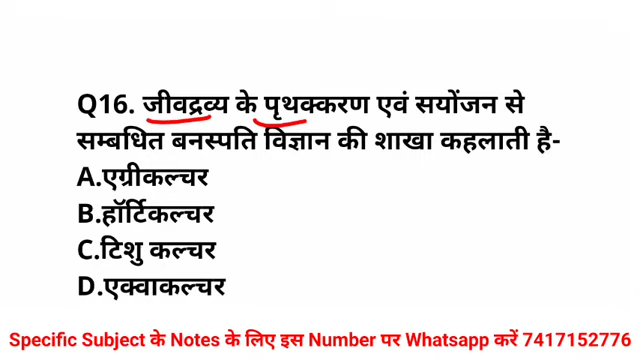 Q16. जीवद्रव्य के पृथक्करण एवं सयोंजन से
सम्बधित बनस्पति विज्ञान की शाखा कहलाती है-
A.एग्रीकल्चर
B.हॉर्टिकल्चर
C.टिशु कल्चर
D.एक्वाकल्चर
Specific Subject के Notes के लिए इस Number पर Whatsapp करें 7417152776